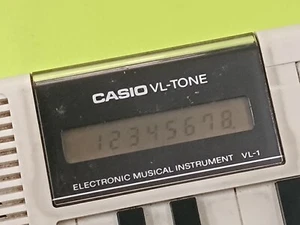 CASIO VL-TONE
12345678.
ELECTRONIC MUSICAL INSTRUMENT VL-1